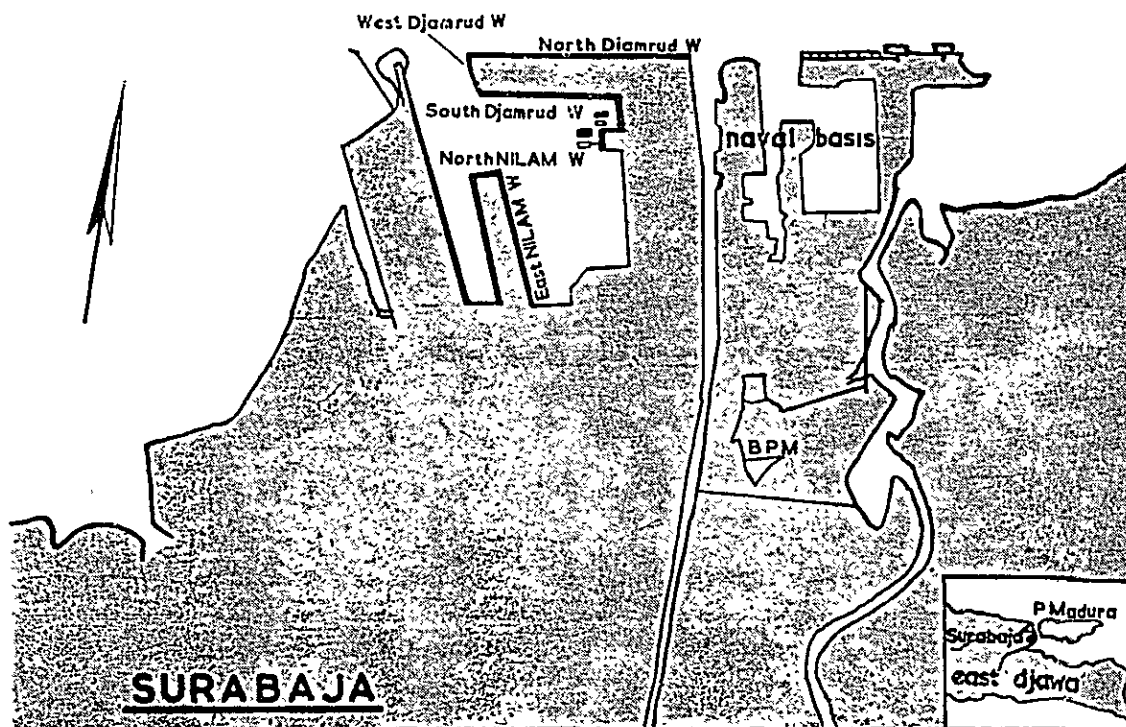 West Djamrud W
North Djamrud W
South Djamrud W
naval basis
North NILAM W
East NILAM W
BPM
P Madura
Surabaja
east djawa
SURABAJA